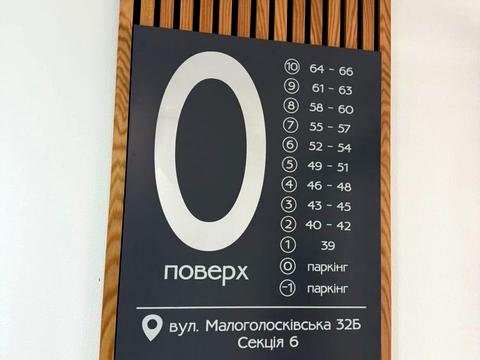 0
поверх
10 64 - 66
9 61 - 63
8 58 - 60
7 55 - 57
6 52 - 54
5 49 - 51
4 46 - 48
3 43 - 45
2 40 - 42
1 39
0 паркінг
-1 паркінг
вул. Малоголосківська 32Б
Секція 6